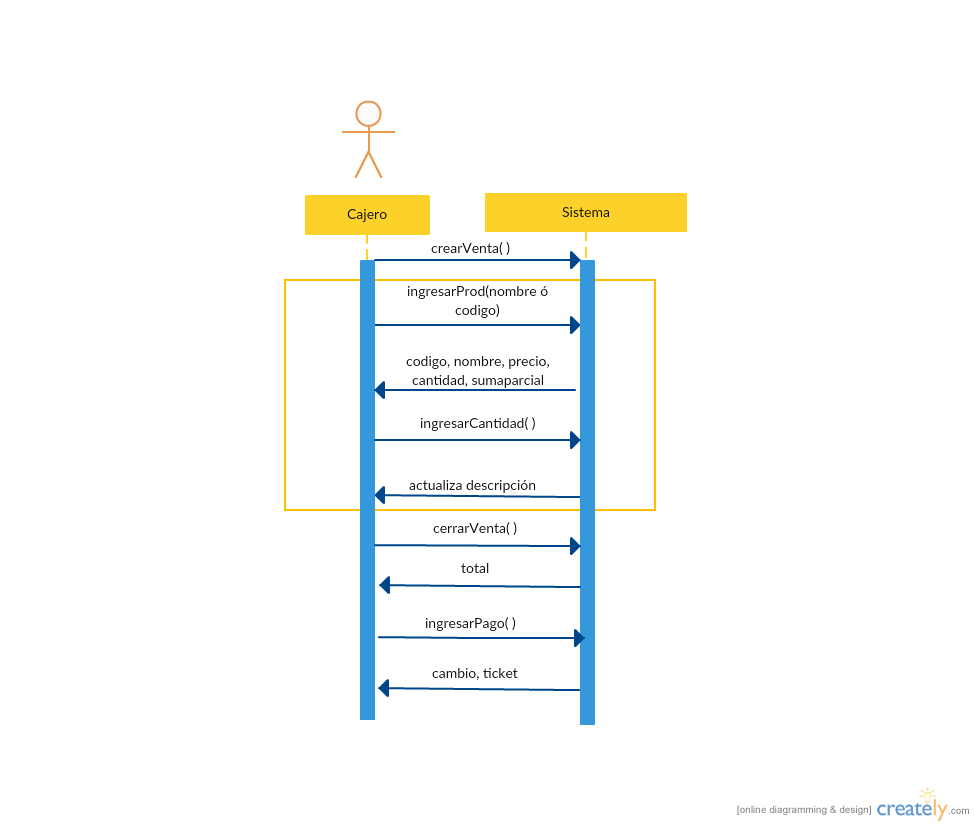 Cajero
Sistema
crearVenta( )
ingresarProd(nombre ó
codigo)
codigo, nombre, precio,
cantidad, sumaparcial
ingresarCantidad( )
actualiza descripción
cerrarVenta( )
total
ingresarPago( )
cambio, ticket
[online diagramming & design] creately.com